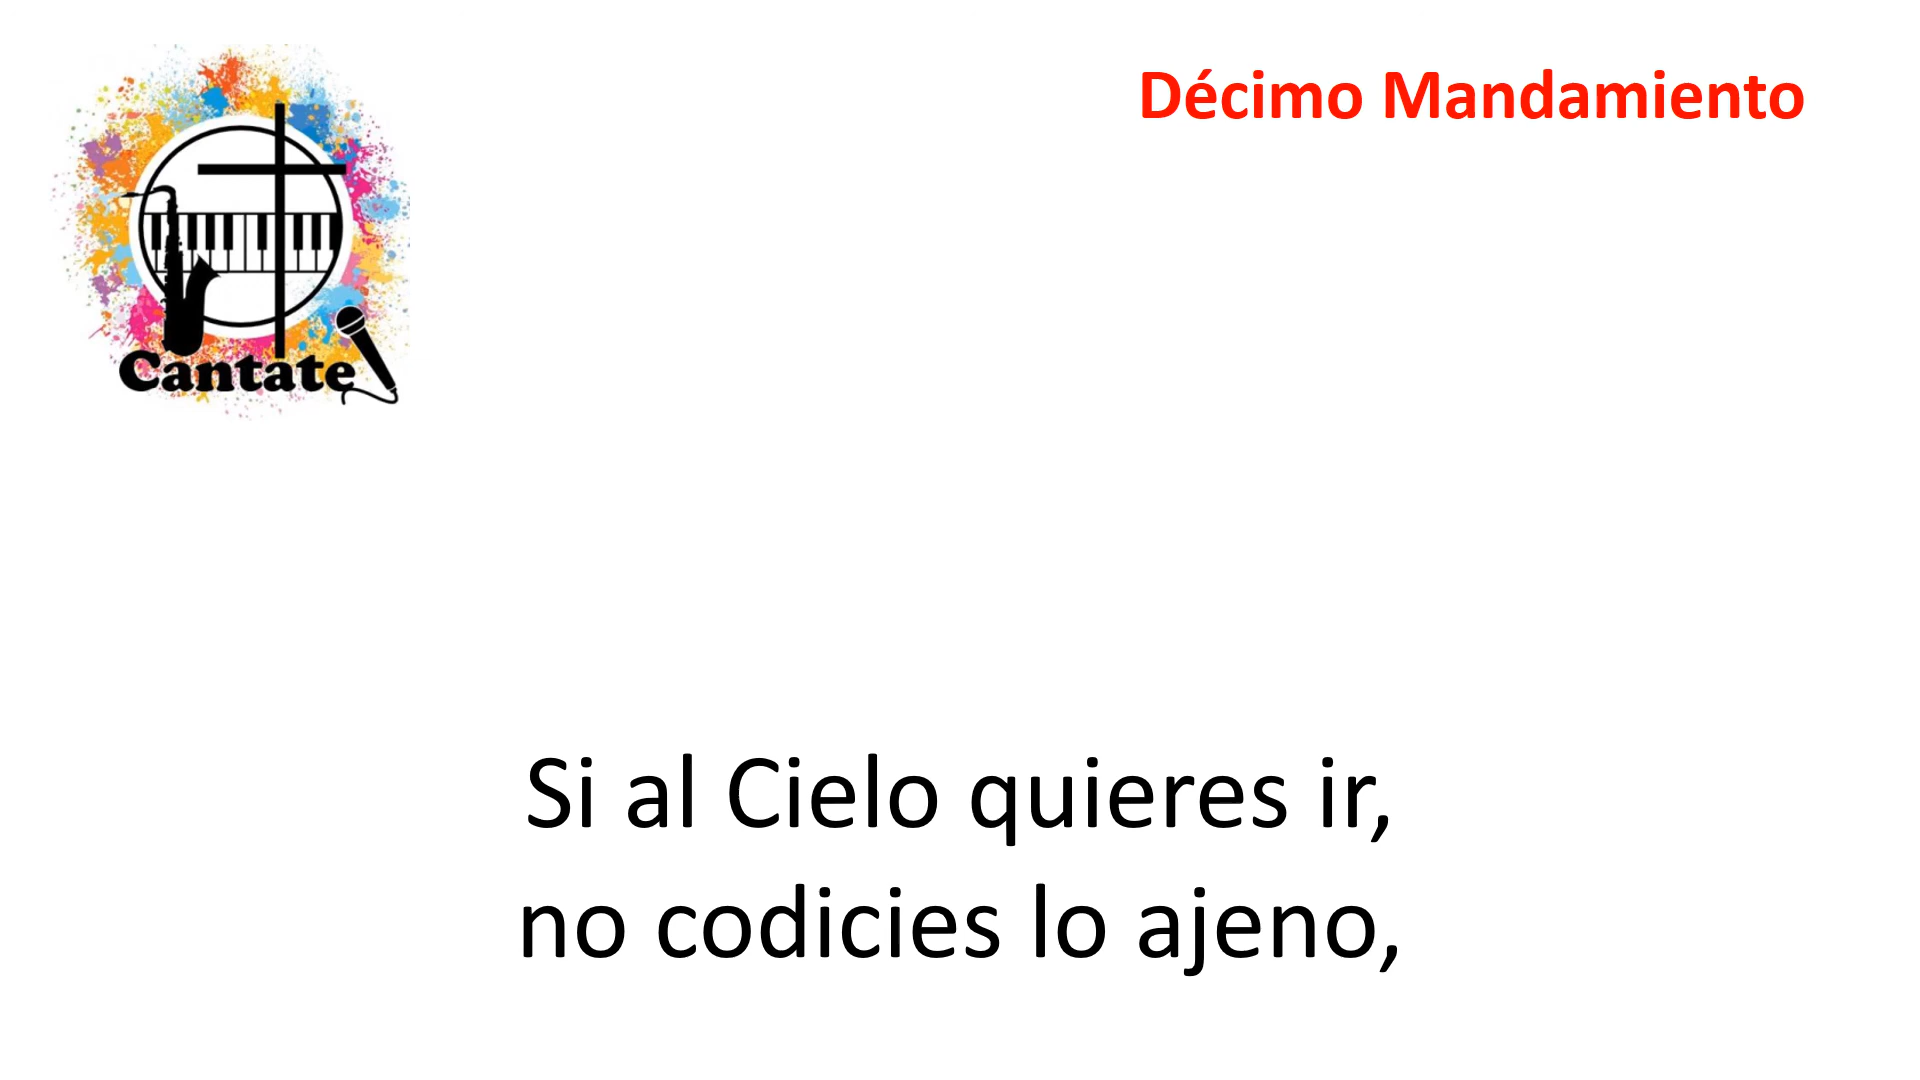 Décimo Mandamiento
Cantate
Si al Cielo quieres ir,
no codicies lo ajeno,